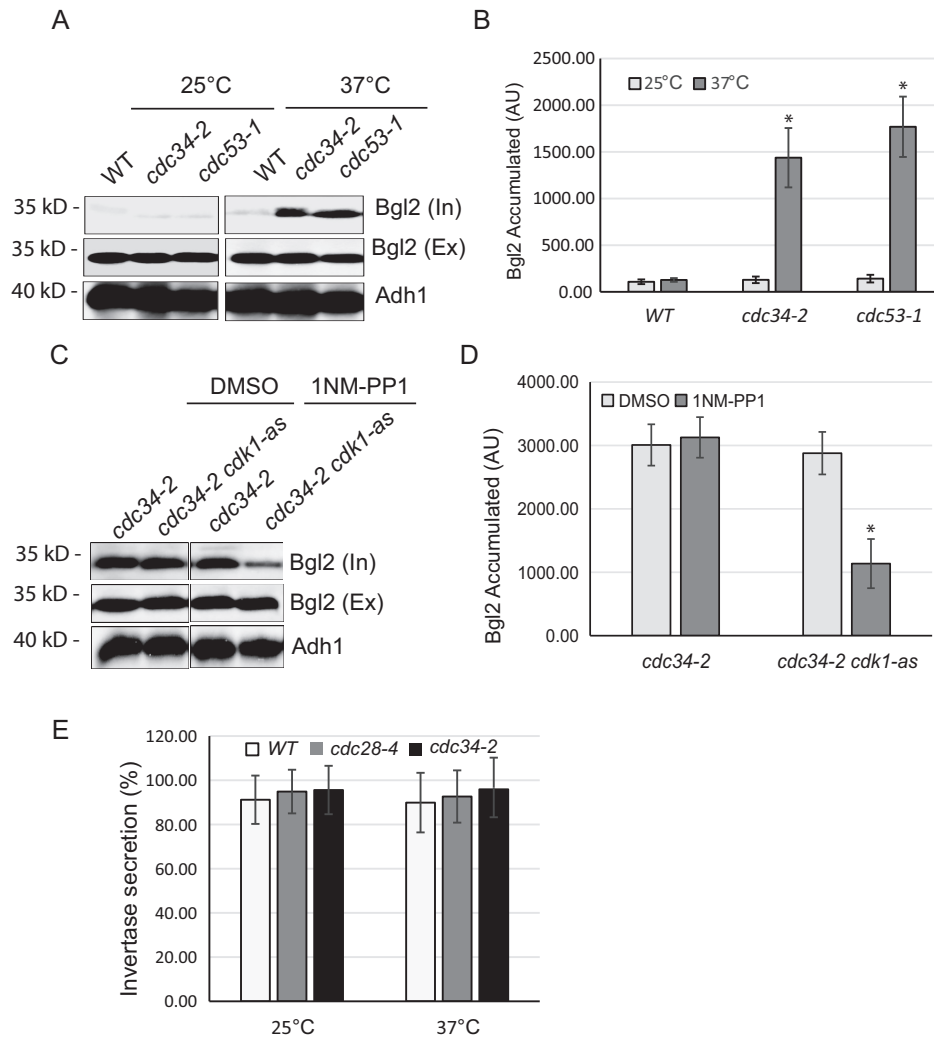 A
25°C 37°C
WT cdc34-2 cdc53-1 WT cdc34-2 cdc53-1
35 kD - Bgl2 (In)
35 kD - Bgl2 (Ex)
40 kD - Adh1
B
2500.00
2000.00
1500.00
1000.00
500.00
0.00
Bgl2 Accumulated (AU)
25°C 37°C
* *
WT cdc34-2 cdc53-1
C
DMSO 1NM-PP1
cdc34-2 cdc34-2 cdk1-as cdc34-2 cdc34-2 cdk1-as
35 kD - Bgl2 (In)
35 kD - Bgl2 (Ex)
40 kD - Adh1
D
4000.00
3000.00
2000.00
1000.00
0.00
Bgl2 Accumulated (AU)
DMSO 1NM-PP1
*
cdc34-2 cdc34-2 cdk1-as
E
120.00
100.00
80.00
60.00
40.00
20.00
0.00
Invertase secretion (%)
WT cdc28-4 cdc34-2
25°C 37°C